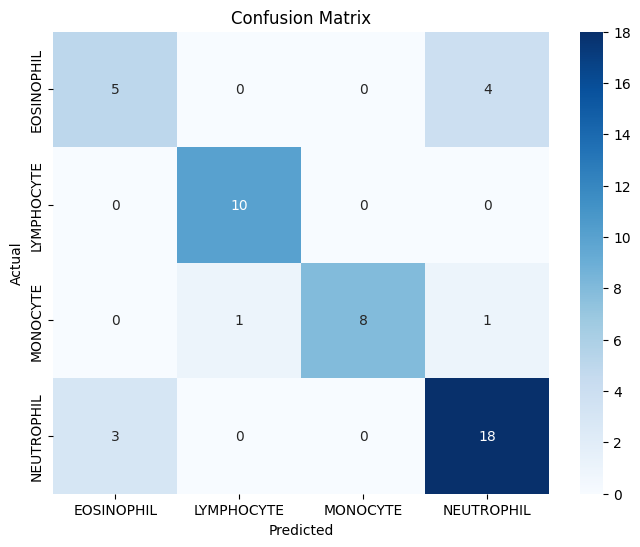 Confusion Matrix
Actual
EOSINOPHIL
5 0 0 4
LYMPHOCYTE
0 10 0 0
MONOCYTE
0 1 8 1
NEUTROPHIL
3 0 0 18
EOSINOPHIL LYMPHOCYTE MONOCYTE NEUTROPHIL
Predicted
18
16
14
12
10
8
6
4
2
0